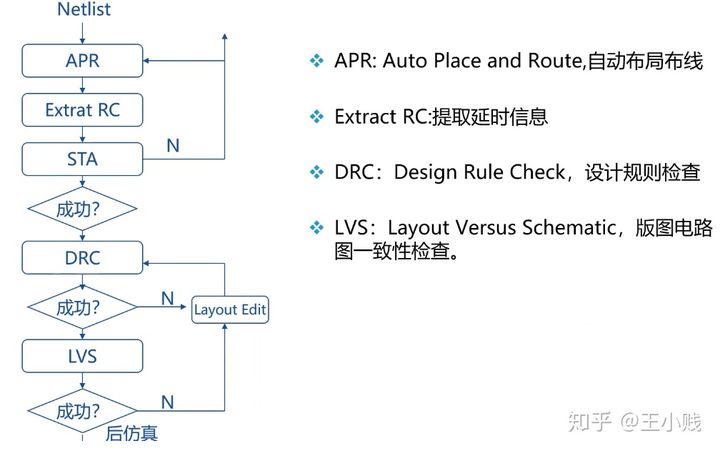 Netlist
APR
Extrat RC
STA
N
成功?
DRC
成功?
N
Layout Edit
LVS
成功?
N
后仿真
APR: Auto Place and Route,自动布局布线
Extract RC:提取延时信息
DRC：Design Rule Check，设计规则检查
LVS：Layout Versus Schematic，版图电路
图一致性检查。
知乎 @王小贱